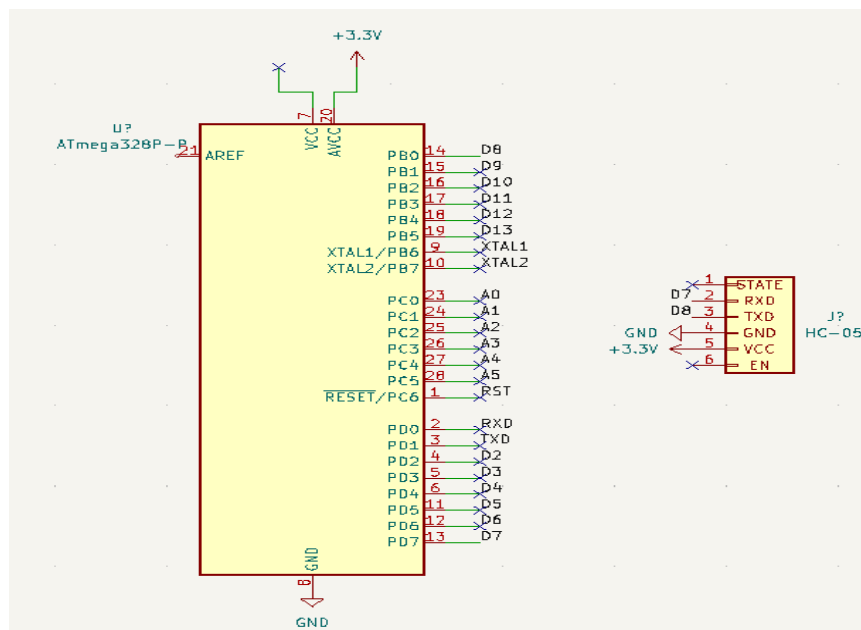 +3.3V
U?
ATmega328P-P
7
20
VCC
AVCC
21 AREF
PB0 14 D8
PB1 15 D9
PB2 16 D10
PB3 17 D11
PB4 18 D12
PB5 19 D13
XTAL1/PB6 9 XTAL1
XTAL2/PB7 10 XTAL2
PC0 23 A0
PC1 24 A1
PC2 25 A2
PC3 26 A3
PC4 27 A4
PC5 28 A5
RESET/PC6 1 RST
PD0 2 RXD
PD1 3 TXD
PD2 4 D2
PD3 5 D3
PD4 6 D4
PD5 11 D5
PD6 12 D6
PD7 13 D7
GND
8
GND
1 STATE
D7 2 RXD
D8 3 TXD
GND 4 GND
+3.3V 5 VCC
6 EN
J?
HC-05